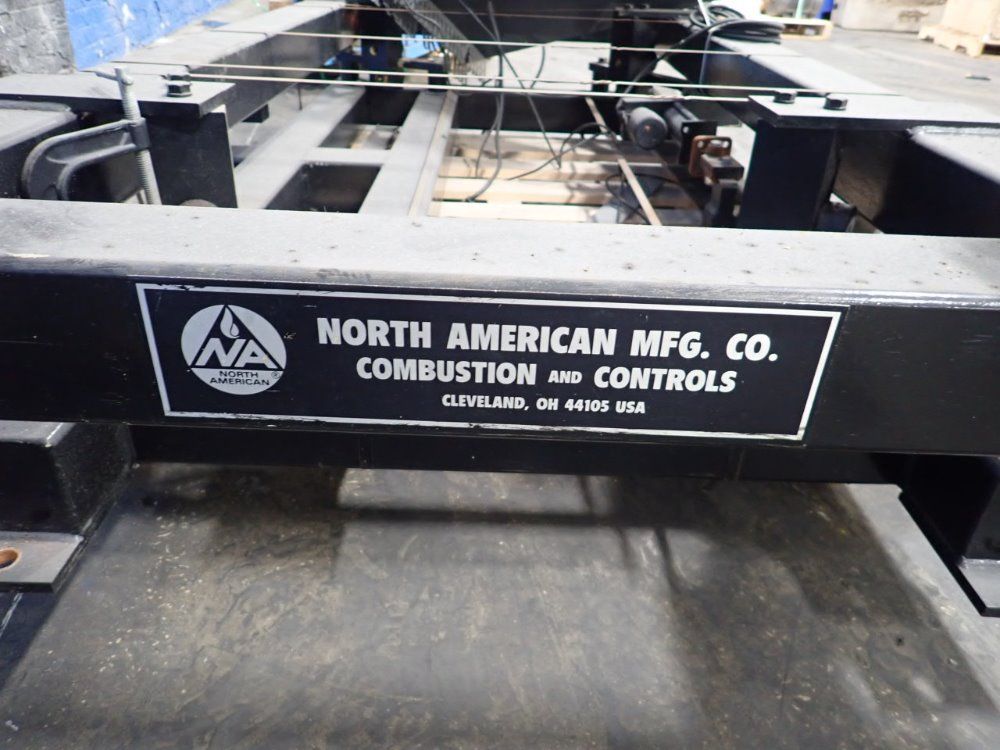 NA
NORTH
AMERICAN ®
NORTH AMERICAN MFG. CO.
COMBUSTION AND CONTROLS
CLEVELAND, OH 44105 USA